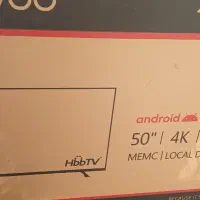 android
50" | 4K |
HbbTV
MEMC | LOCAL D